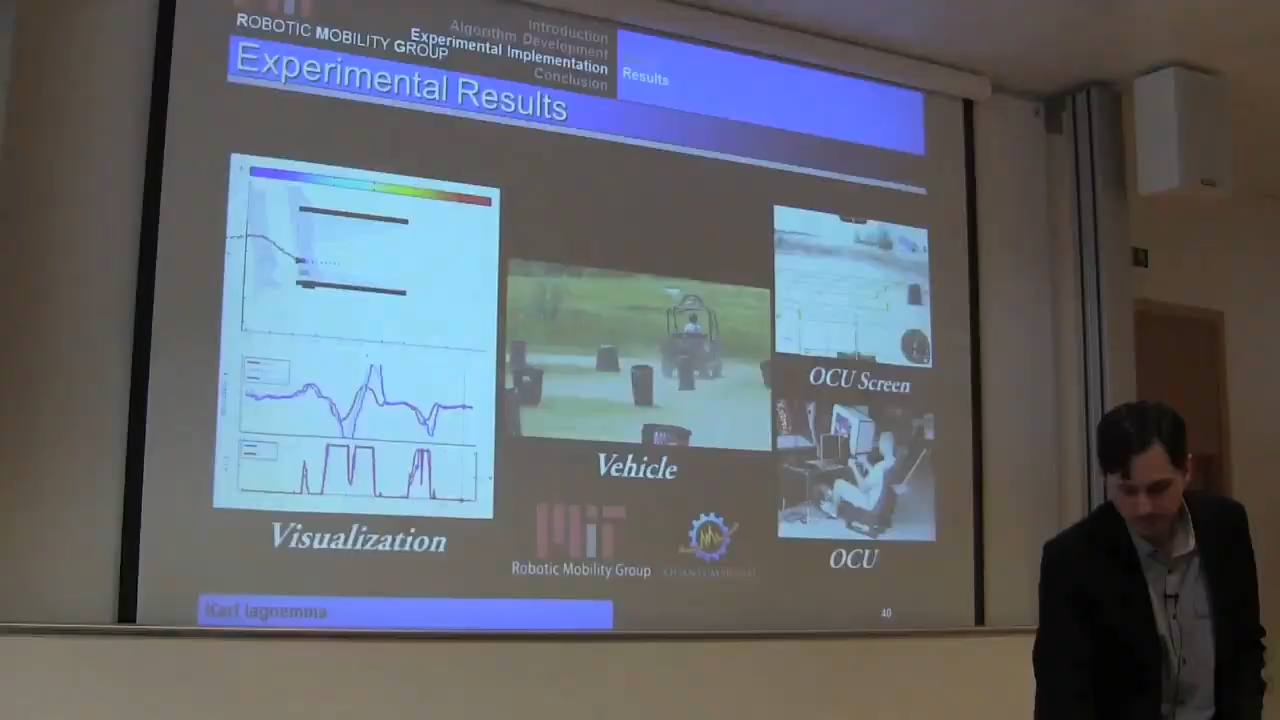 ROBOTIC MOBILITY GROUP
Introduction
Algorithm Development
Experimental Implementation
Conclusion
Results
Experimental Results
OCU Screen
Vehicle
Visualization
MIT
Robotic Mobility Group
OCU
Karl Iagnemma
40